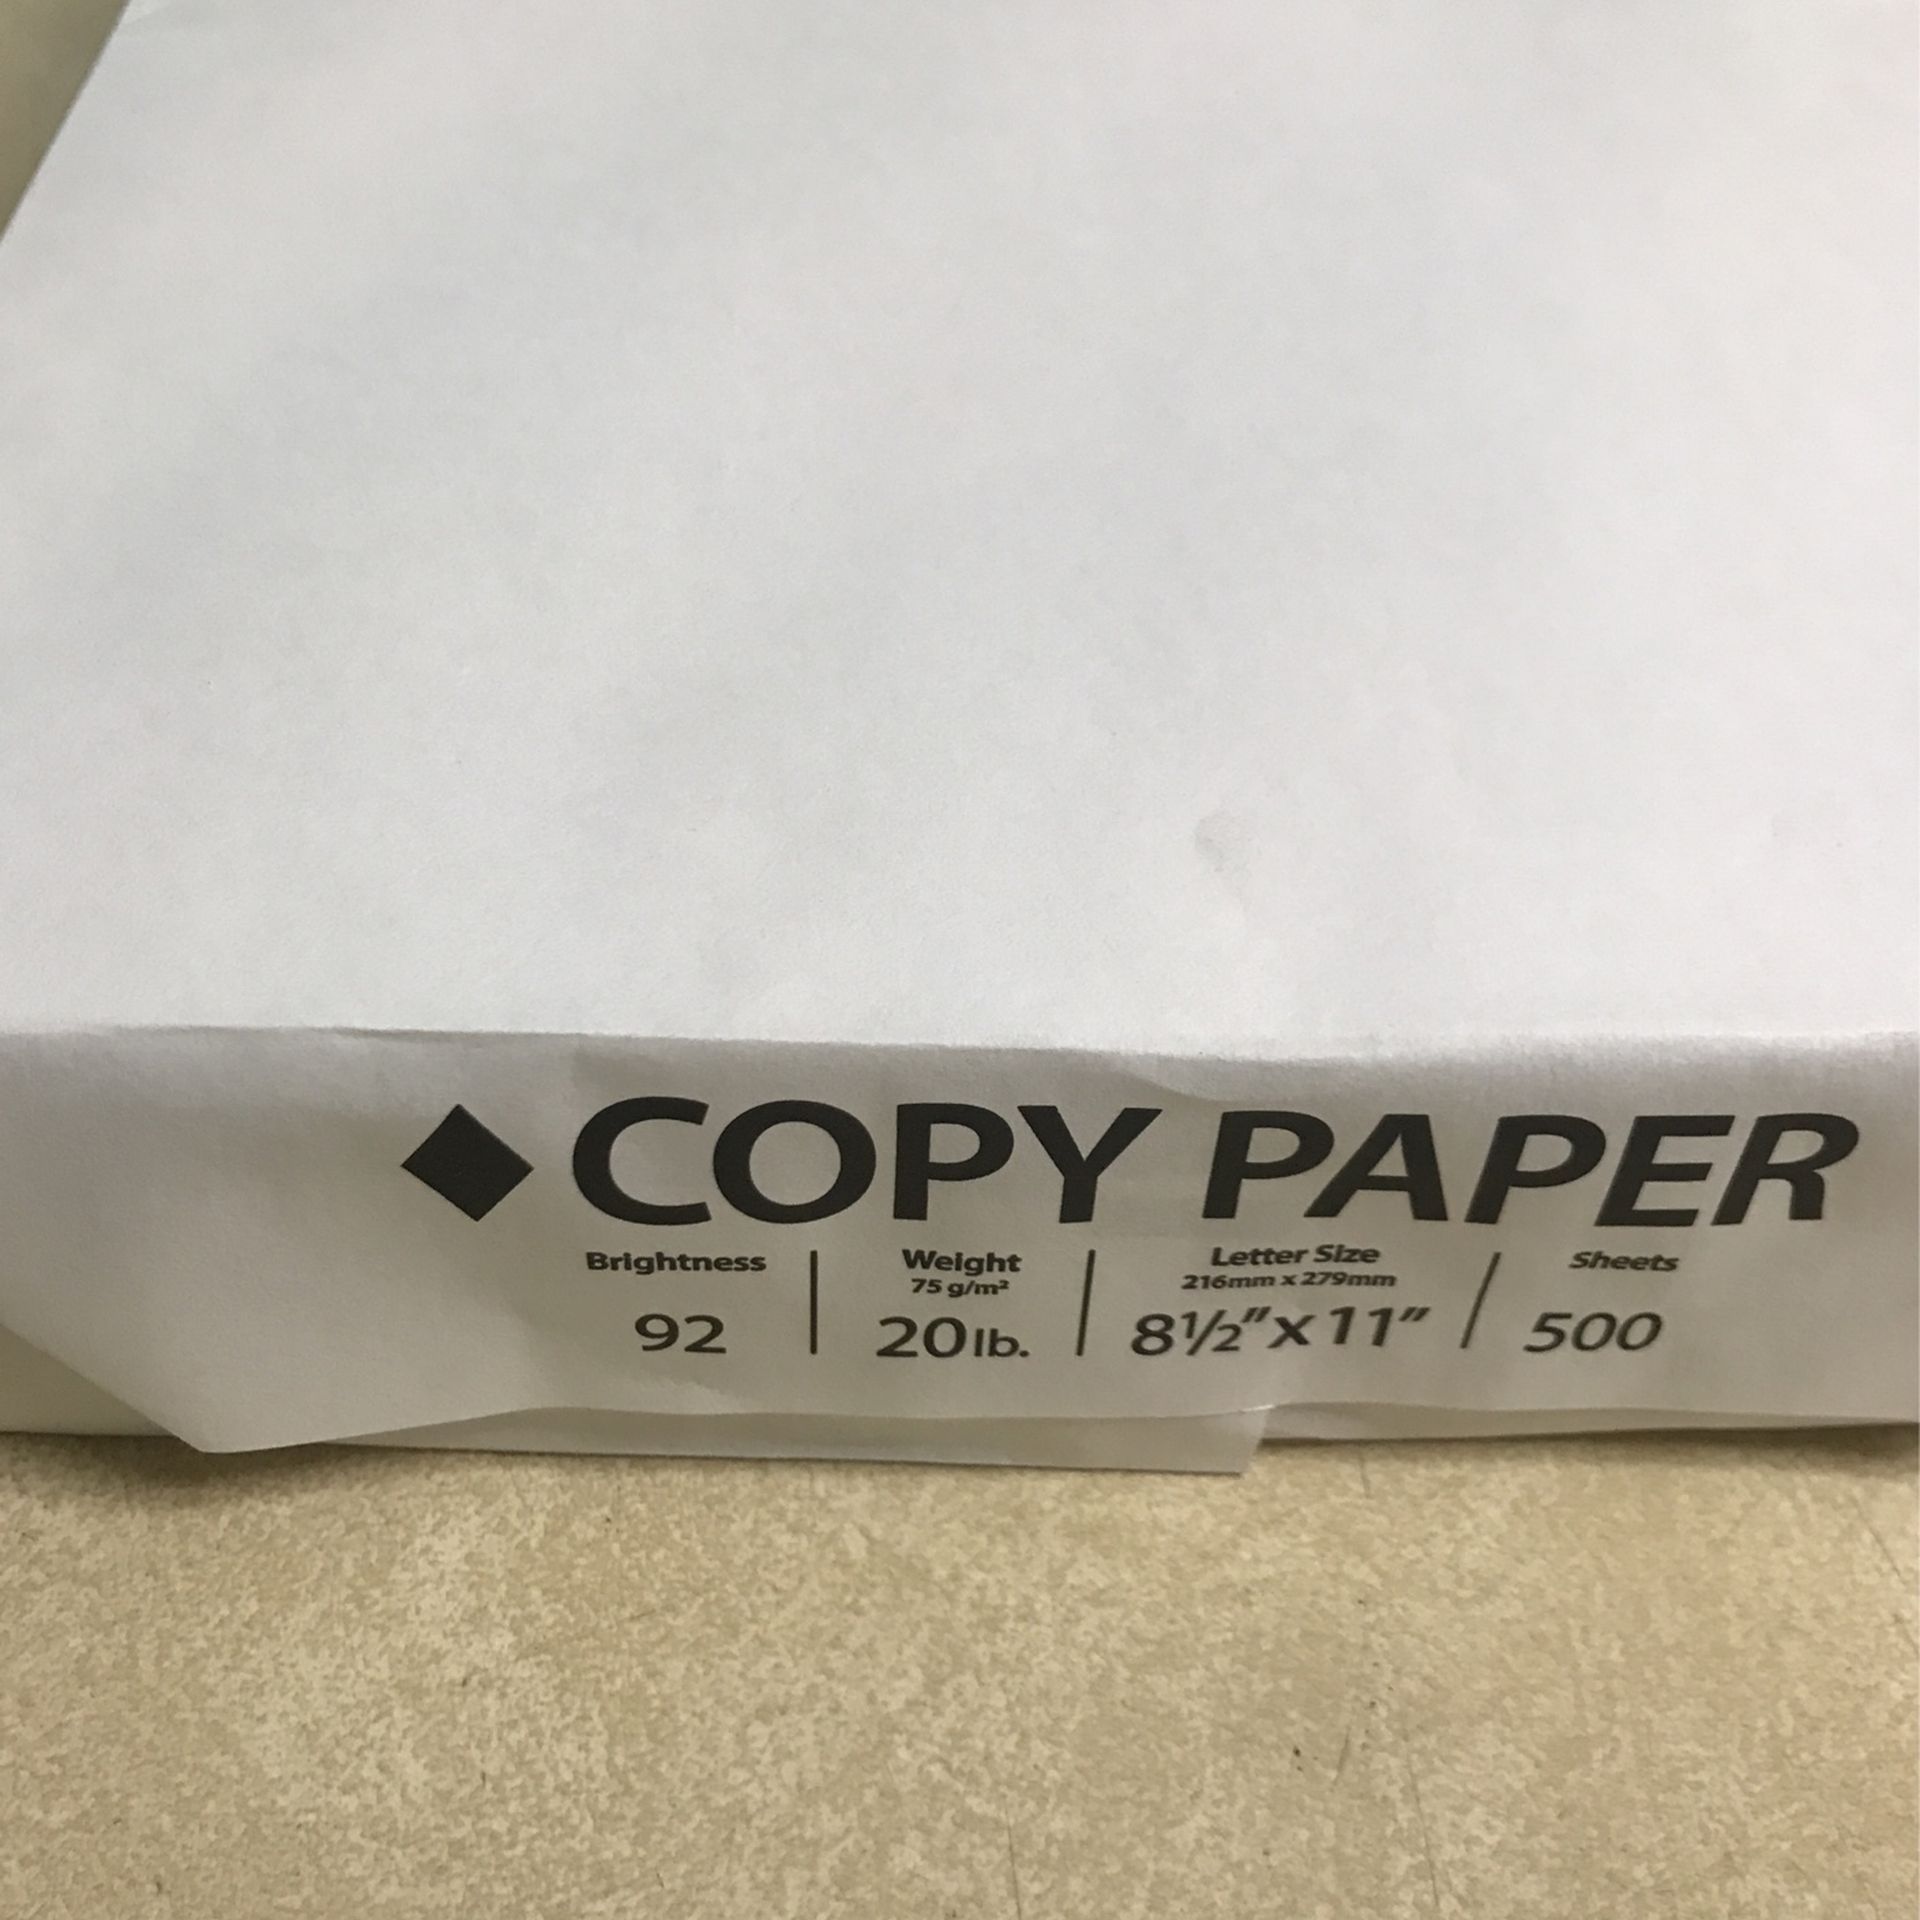 COPY PAPER
Brightness
92
Weight
75 g/m²
20 lb.
Letter Size
216mm x 279mm
8½" x 11"
Sheets
500